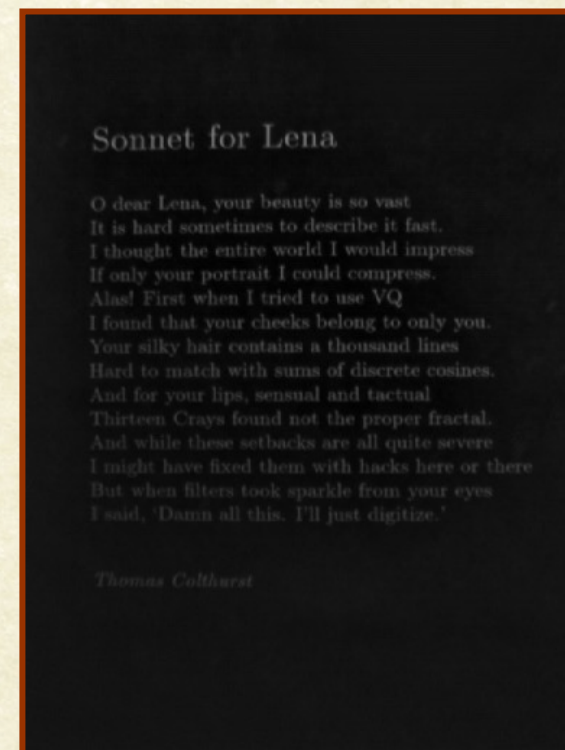 Sonnet for Lena
O dear Lena, your beauty is so vast
It is hard sometimes to describe it fast.
I thought the entire world I would impress
If only your portrait I could compress.
Alas! First when I tried to use VQ
I found that your cheeks belong to only you.
Your silky hair contains a thousand lines
Hard to match with sums of discrete cosines.
And for your lips, sensual and tactual
Thirteen Crays found not the proper fractal.
And while these setbacks are all quite severe
I might have fixed them with hacks here or there
But when filters took sparkle from your eyes
I said, 'Damn all this. I'll just digitize.'
Thomas Colthurst